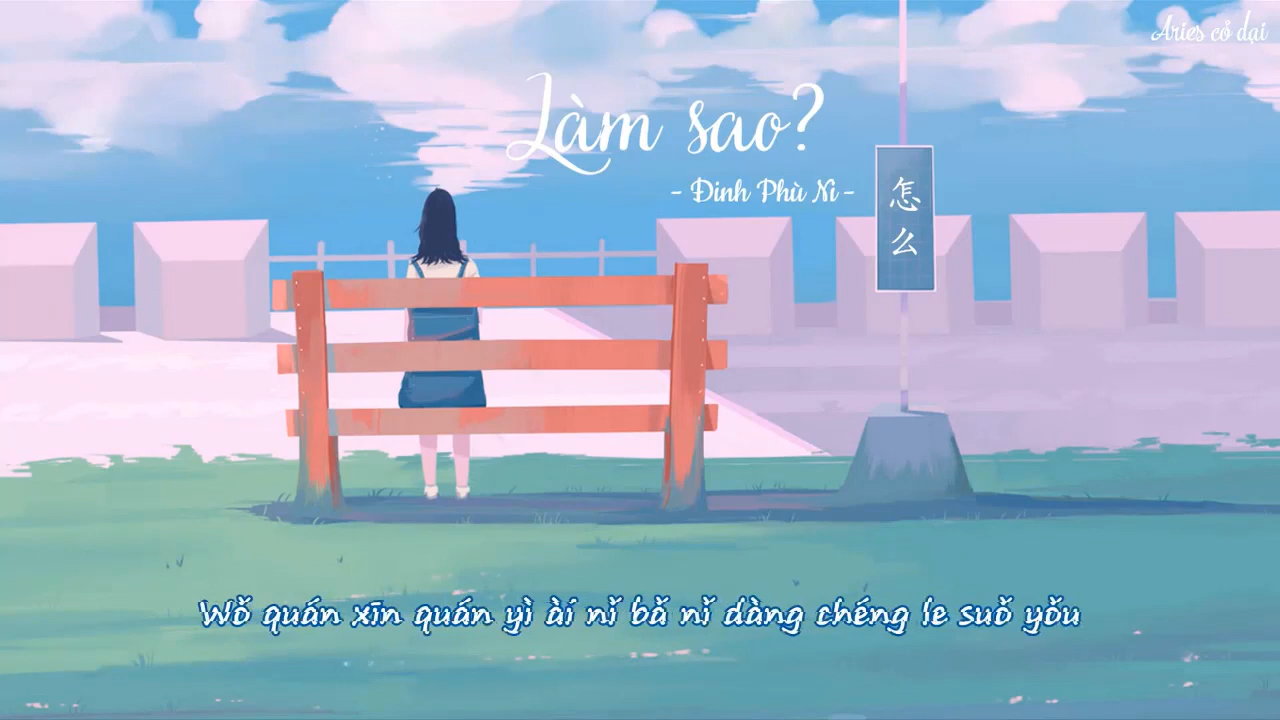 Aries cỏ dại
Làm sao?
- Đinh Phù Ni -
怎
么
Wǒ quán xīn quán yì ài nǐ bǎ nǐ dàng chéng le suǒ yǒu